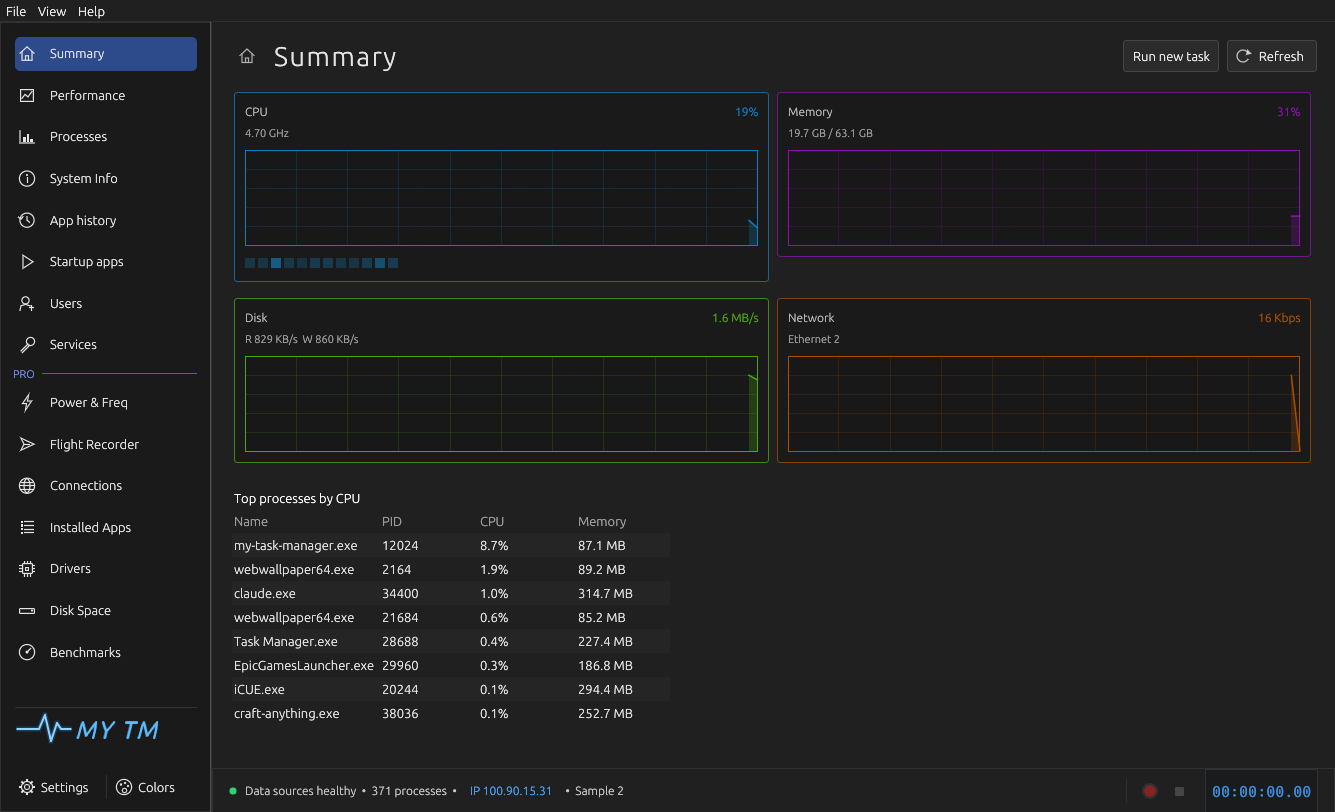 File View Help
Summary
Performance
Processes
System Info
App history
Startup apps
Users
Services
PRO
Power & Freq
Flight Recorder
Connections
Installed Apps
Drivers
Disk Space
Benchmarks
MY TM
Settings Colors
Summary
Run new task Refresh
CPU 19%
4.70 GHz
Memory 31%
19.7 GB / 63.1 GB
Disk 1.6 MB/s
R 829 KB/s W 860 KB/s
Network 16 Kbps
Ethernet 2
Top processes by CPU
Name PID CPU Memory
my-task-manager.exe 12024 8.7% 87.1 MB
webwallpaper64.exe 2164 1.9% 89.2 MB
claude.exe 34400 1.0% 314.7 MB
webwallpaper64.exe 21684 0.6% 85.2 MB
Task Manager.exe 28688 0.4% 227.4 MB
EpicGamesLauncher.exe 29960 0.3% 186.8 MB
iCUE.exe 20244 0.1% 294.4 MB
craft-anything.exe 38036 0.1% 252.7 MB
Data sources healthy • 371 processes • IP 100.90.15.31 • Sample 2
00:00:00.00